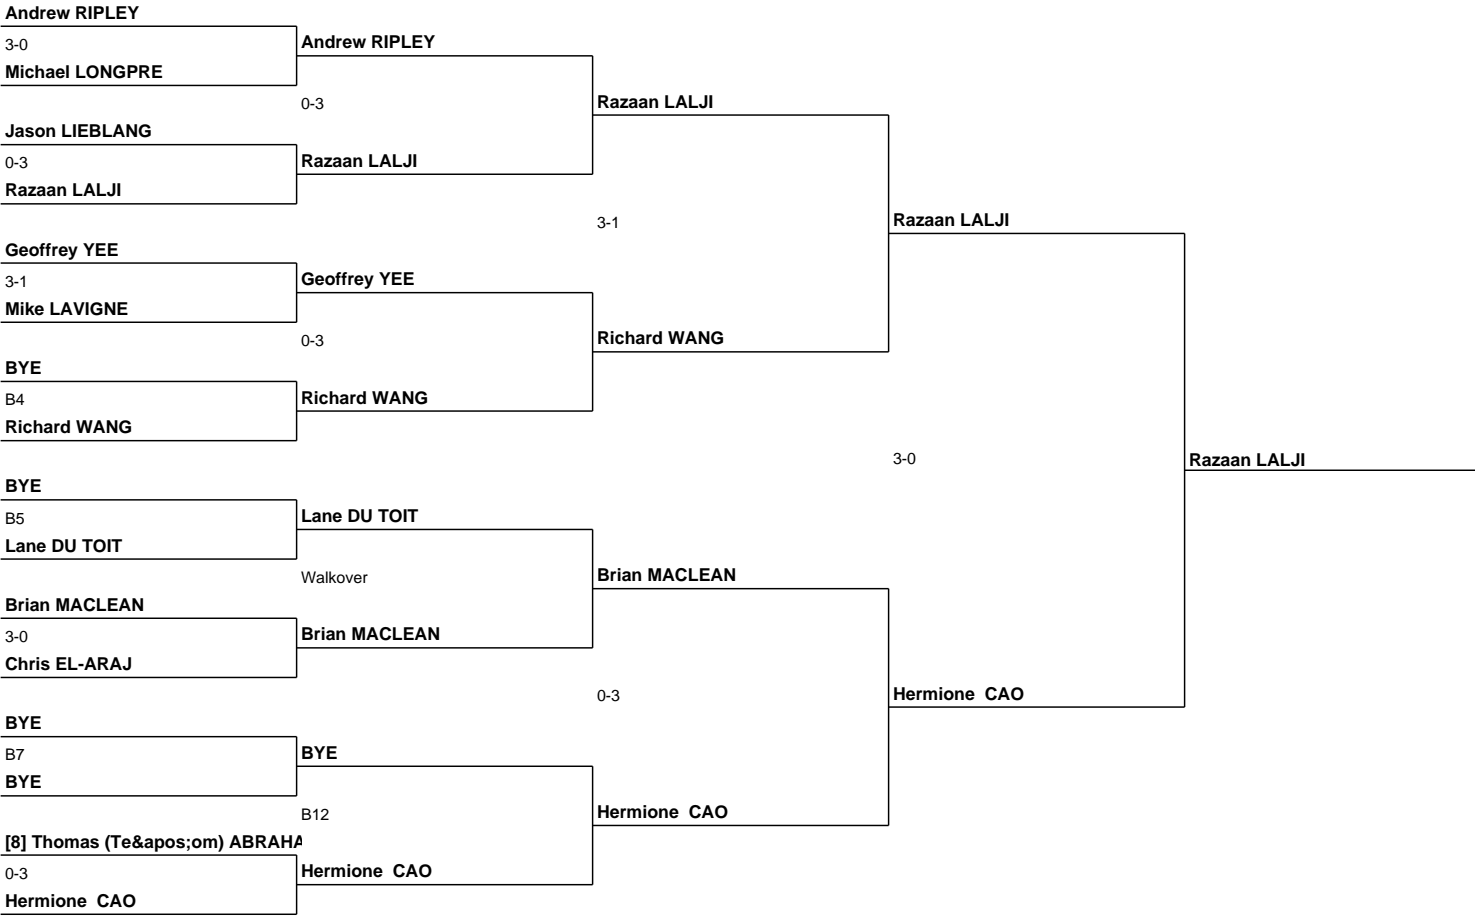 Andrew RIPLEY
3-0
Michael LONGPRE
Jason LIEBLANG
0-3
Razaan LALJI
Geoffrey YEE
3-1
Mike LAVIGNE
BYE
B4
Richard WANG
BYE
B5
Lane DU TOIT
Brian MACLEAN
3-0
Chris EL-ARAJ
BYE
B7
BYE
[8] Thomas (Te&apos;om) ABRAHA
0-3
Hermione CAO
Andrew RIPLEY
0-3
Razaan LALJI
Geoffrey YEE
0-3
Richard WANG
Lane DU TOIT
Walkover
Brian MACLEAN
BYE
B12
Hermione CAO
Razaan LALJI
3-1
Richard WANG
Brian MACLEAN
0-3
Hermione CAO
Razaan LALJI
3-0
Hermione CAO
Razaan LALJI